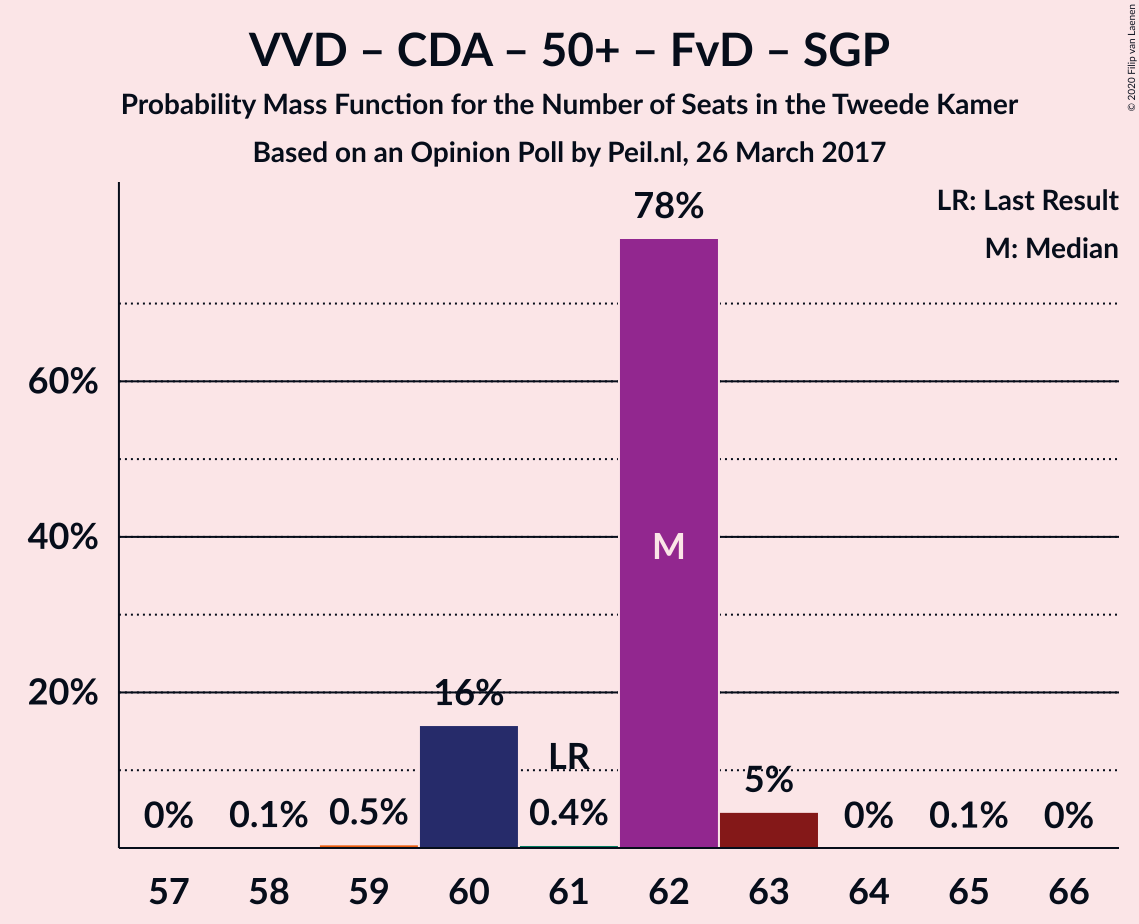 VVD – CDA – 50+ – FvD – SGP
Probability Mass Function for the Number of Seats in the Tweede Kamer
Based on an Opinion Poll by Peil.nl, 26 March 2017
© 2020 Filip van Laenen
LR: Last Result
M: Median
78%
60%
40%
M
20%
16%
LR
5%
0% 0.1% 0.5% 0.4% 0% 0.1% 0%
57 58 59 60 61 62 63 64 65 66